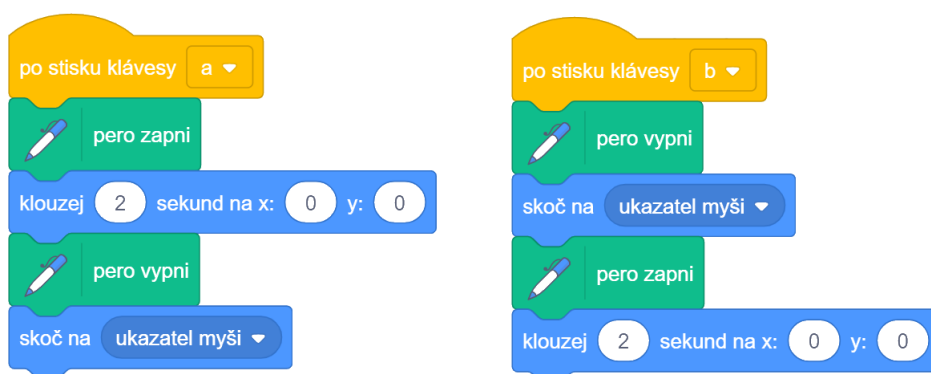 po stisku klávesy a
pero zapni
klouzej 2 sekund na x: 0 y: 0
pero vypni
skoč na ukazatel myši
po stisku klávesy b
pero vypni
skoč na ukazatel myši
pero zapni
klouzej 2 sekund na x: 0 y: 0